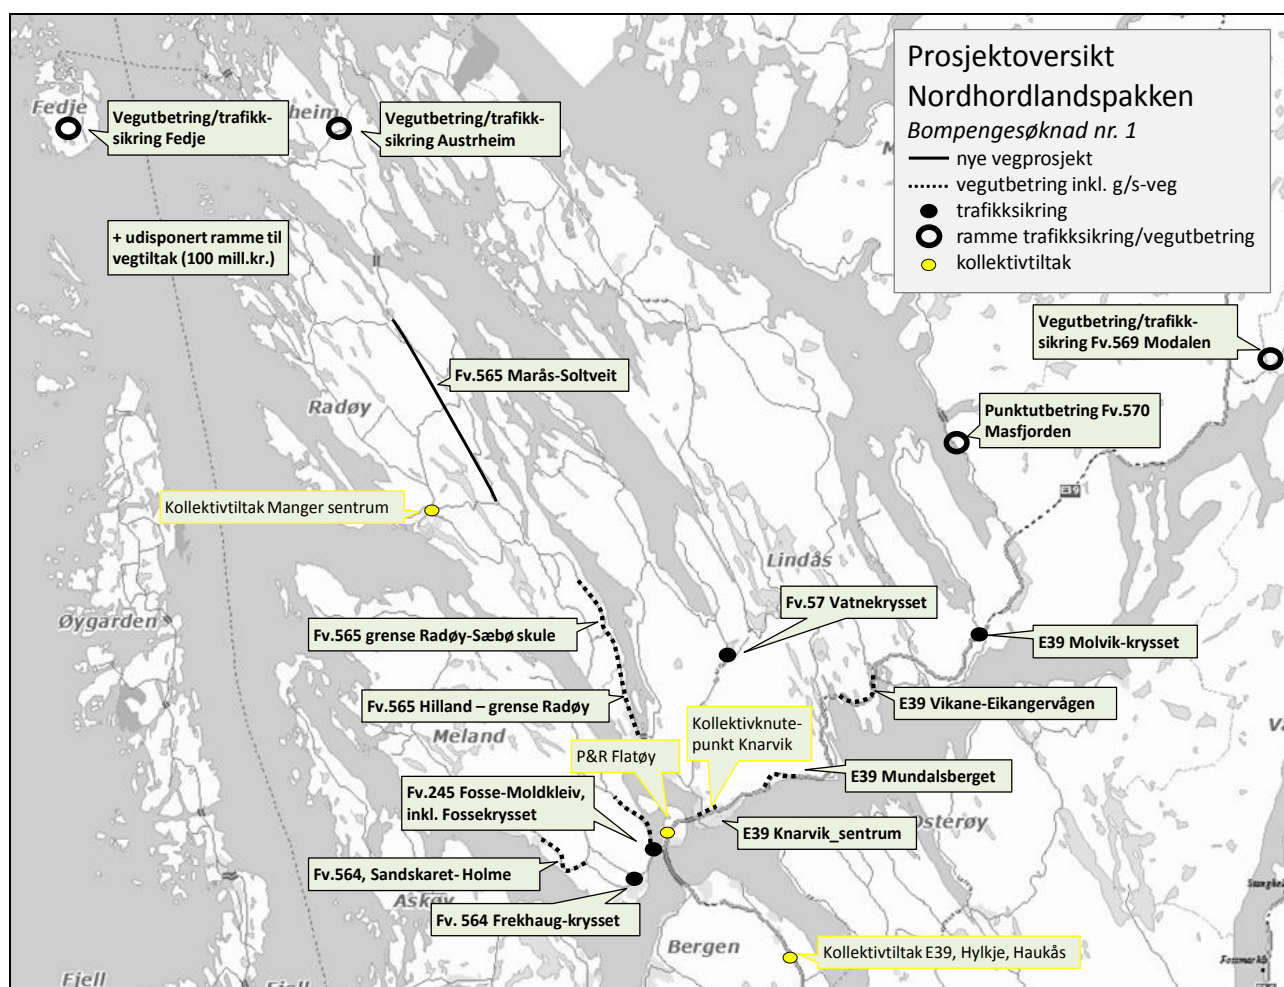 Prosjektoversikt
Nordhordlandspakken
Bompengesøknad nr. 1
nye vegprosjekt
vegutbetring inkl. g/s-veg
trafikksikring
ramme trafikksikring/vegutbetring
kollektivtiltak
Fedje
Vegutbetring/trafikk-
sikring Fedje
heim
Vegutbetring/trafikk-
sikring Austrheim
+ udisponert ramme til
vegtiltak (100 mill.kr.)
Vegutbetring/trafikk-
sikring Fv.569 Modalen
Fv.565 Marås-Soltveit
Radøy
Punktutbetring Fv.570
Masfjorden
E39
Kollektivtiltak Manger sentrum
Lindås
Øygarden
Fv.57 Vatnekrysset
Fv.565 grense Radøy-Sæbø skule
E39 Molvik-krysset
Fv.565 Hilland – grense Radøy
E39 Vikane-Eikangervågen
Meland
Kollektivknute-
punkt Knarvik
P&R Flatøy
E39 Mundalsberget
Fv.245 Fosse-Moldkleiv,
inkl. Fossekrysset
E39 Knarvik_sentrum
Osterøy
Fv.564, Sandskaret-Holme
Askøy
Fv. 564 Frekhaug-krysset
Bergen
Kollektivtiltak E39, Hylkje, Haukås
Fjell